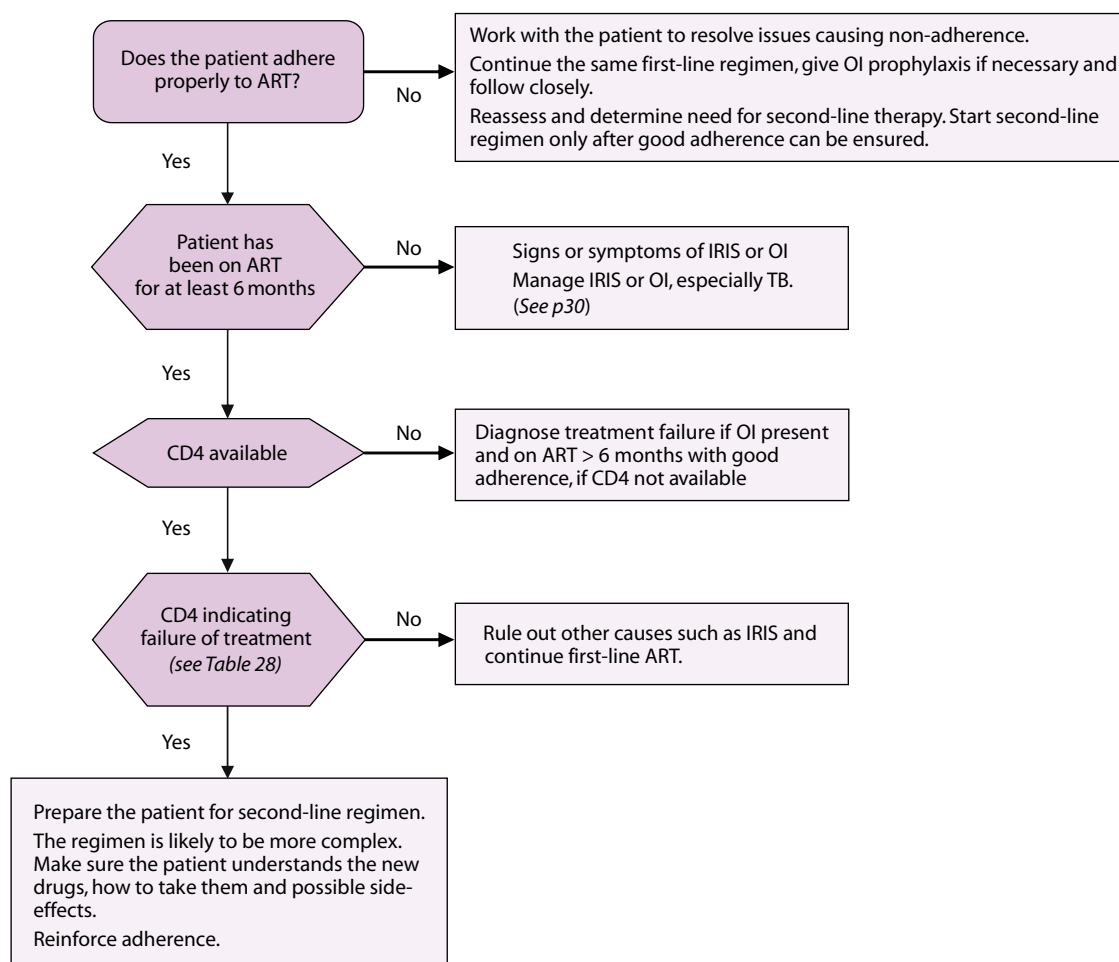 Does the patient adhere
properly to ART?
No
Work with the patient to resolve issues causing non-adherence.
Continue the same first-line regimen, give OI prophylaxis if necessary and
follow closely.
Reassess and determine need for second-line therapy. Start second-line
regimen only after good adherence can be ensured.
Yes
Patient has
been on ART
for at least 6 months
No
Signs or symptoms of IRIS or OI
Manage IRIS or OI, especially TB.
(See p30)
Yes
CD4 available
No
Diagnose treatment failure if OI present
and on ART > 6 months with good
adherence, if CD4 not available
Yes
CD4 indicating
failure of treatment
(see Table 28)
No
Rule out other causes such as IRIS and
continue first-line ART.
Yes
Prepare the patient for second-line regimen.
The regimen is likely to be more complex.
Make sure the patient understands the new
drugs, how to take them and possible side-
effects.
Reinforce adherence.